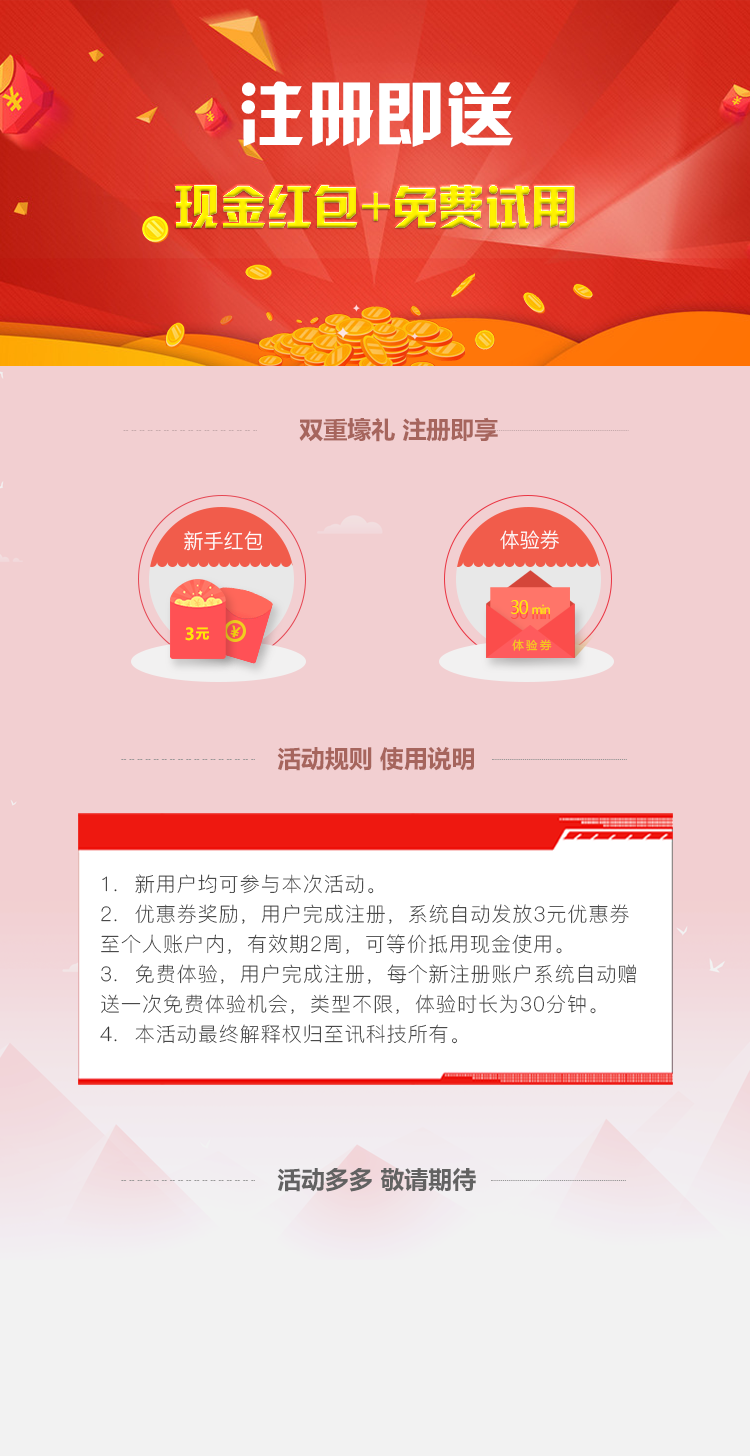 注册即送
现金红包+免费试用
双重壕礼 注册即享
新手红包
体验券
3元
¥
30 min
体验券
活动规则 使用说明
1. 新用户均可参与本次活动。
2. 优惠券奖励，用户完成注册，系统自动发放3元优惠券
至个人账户内，有效期2周，可等价抵用现金使用。
3. 免费体验，用户完成注册，每个新注册账户系统自动赠
送一次免费体验机会，类型不限，体验时长为30分钟。
4. 本活动最终解释权归至讯科技所有。
活动多多 敬请期待